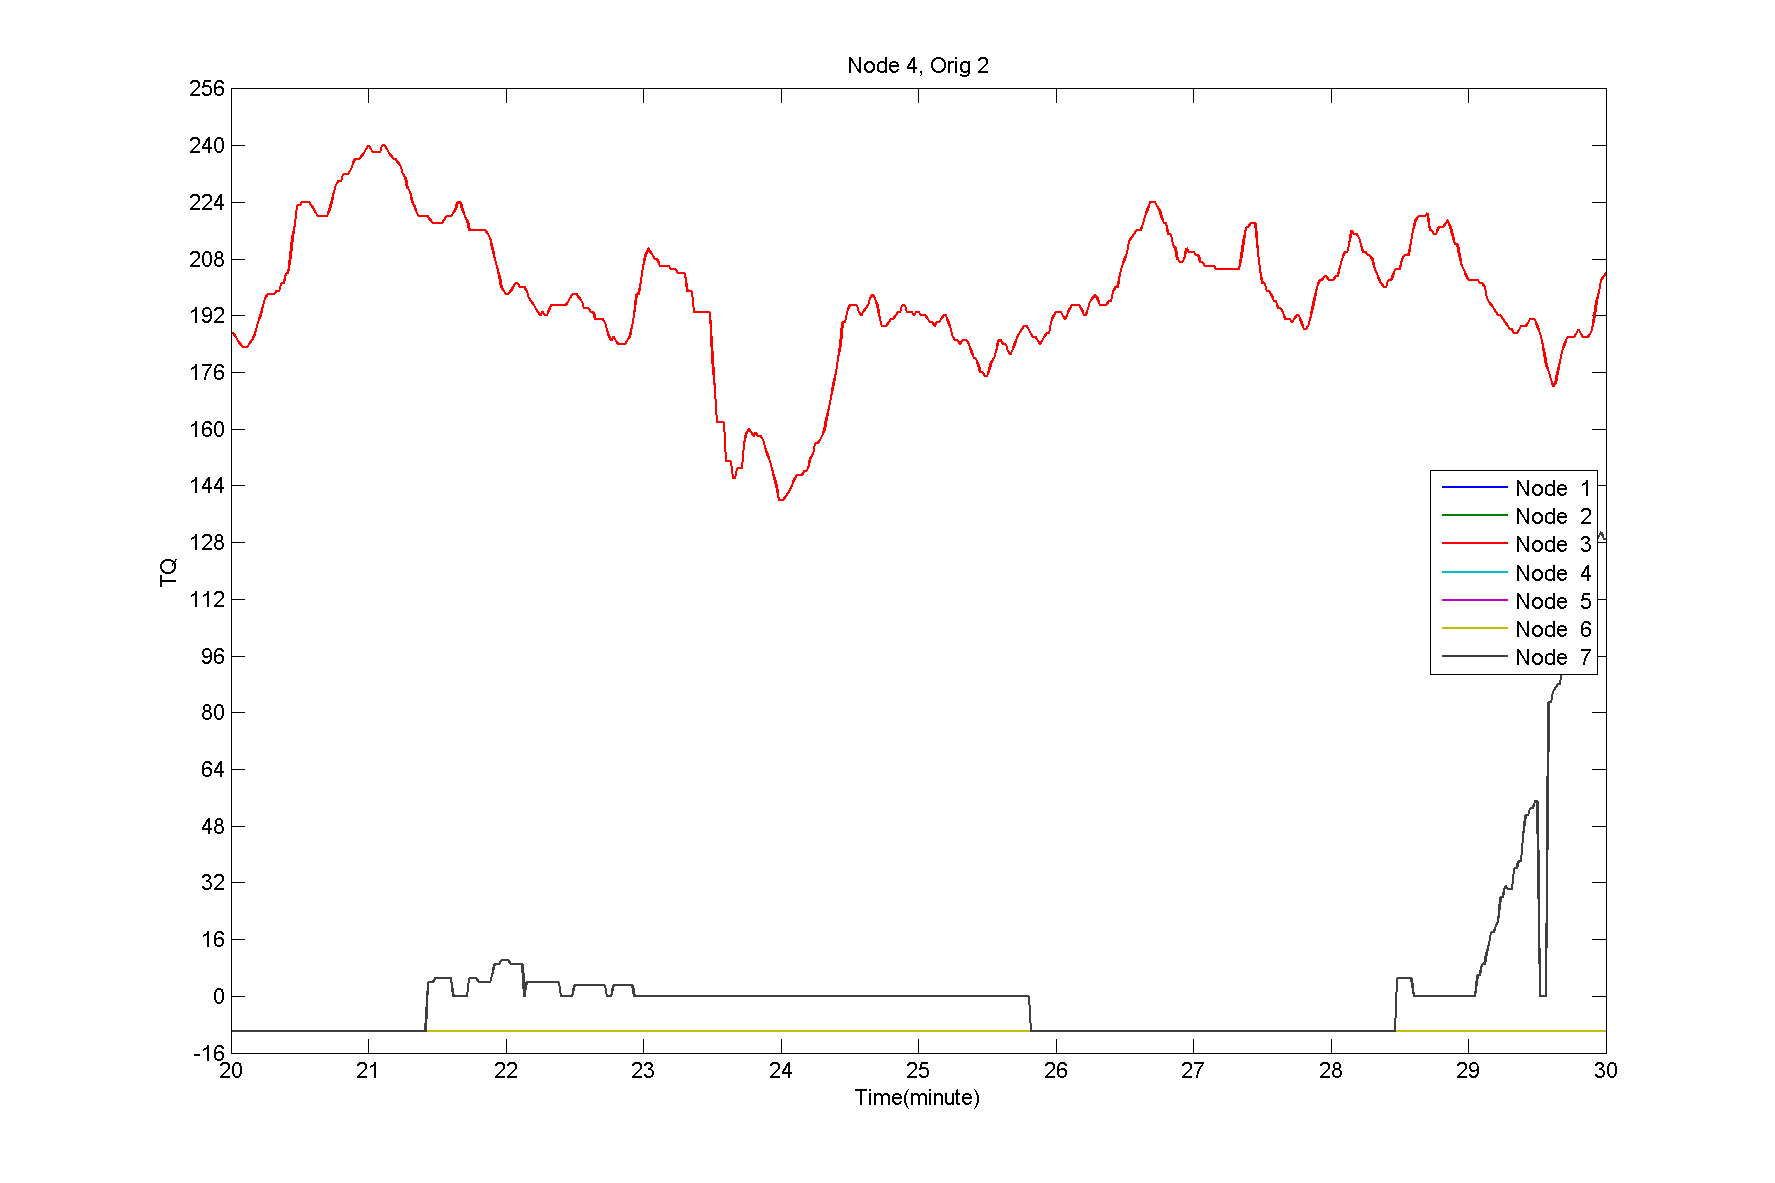 Node 4, Orig 2
256
240
224
208
192
176
160
144
128
112
96
80
64
48
32
16
0
-16
TQ
Node 1
Node 2
Node 3
Node 4
Node 5
Node 6
Node 7
20 21 22 23 24 25 26 27 28 29 30
Time(minute)